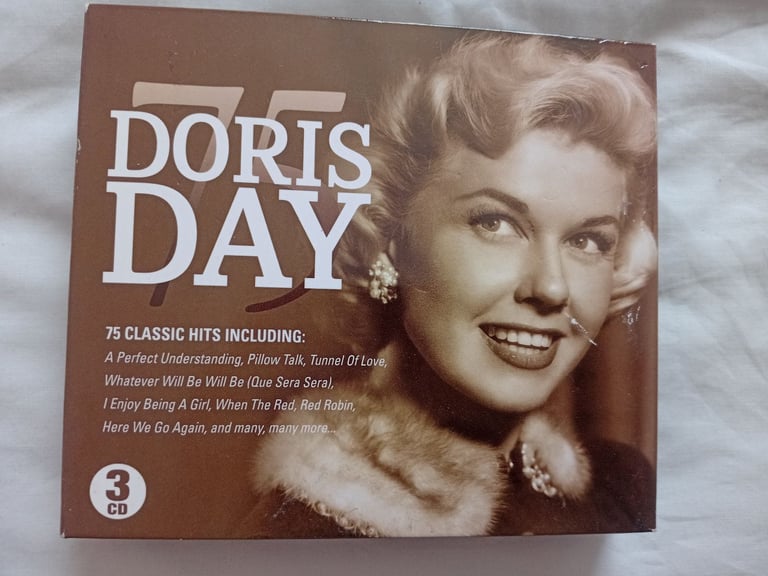 75
DORIS
DAY
75 CLASSIC HITS INCLUDING:
A Perfect Understanding, Pillow Talk, Tunnel Of Love,
Whatever Will Be Will Be (Que Sera Sera),
I Enjoy Being A Girl, When The Red, Red Robin,
Here We Go Again, and many, many more...
3
CD